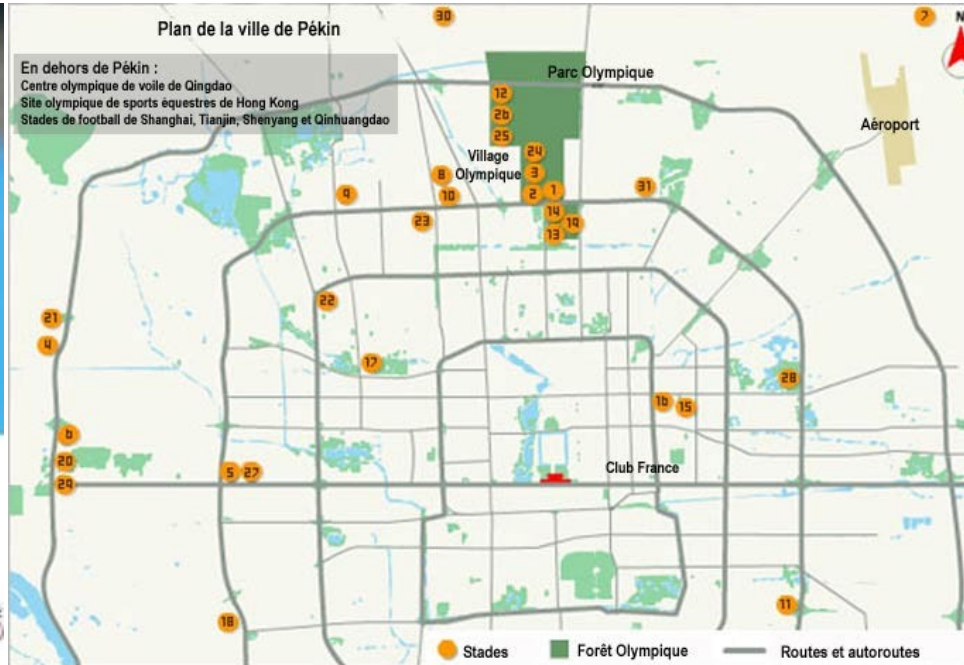 Plan de la ville de Pékin
30
7
N
En dehors de Pékin :
Centre olympique de voile de Qingdao
Site olympique de sports équestres de Hong Kong
Stades de football de Shanghai, Tianjin, Shenyang et Qinhuangdao
Parc Olympique
12
26
25
Aéroport
24
Village
Olympique
8
3
31
9
10
2
1
23
14
19
13
22
21
4
17
28
16
15
6
20
5
27
Club France
29
11
18
Stades
Forêt Olympique
Routes et autoroutes